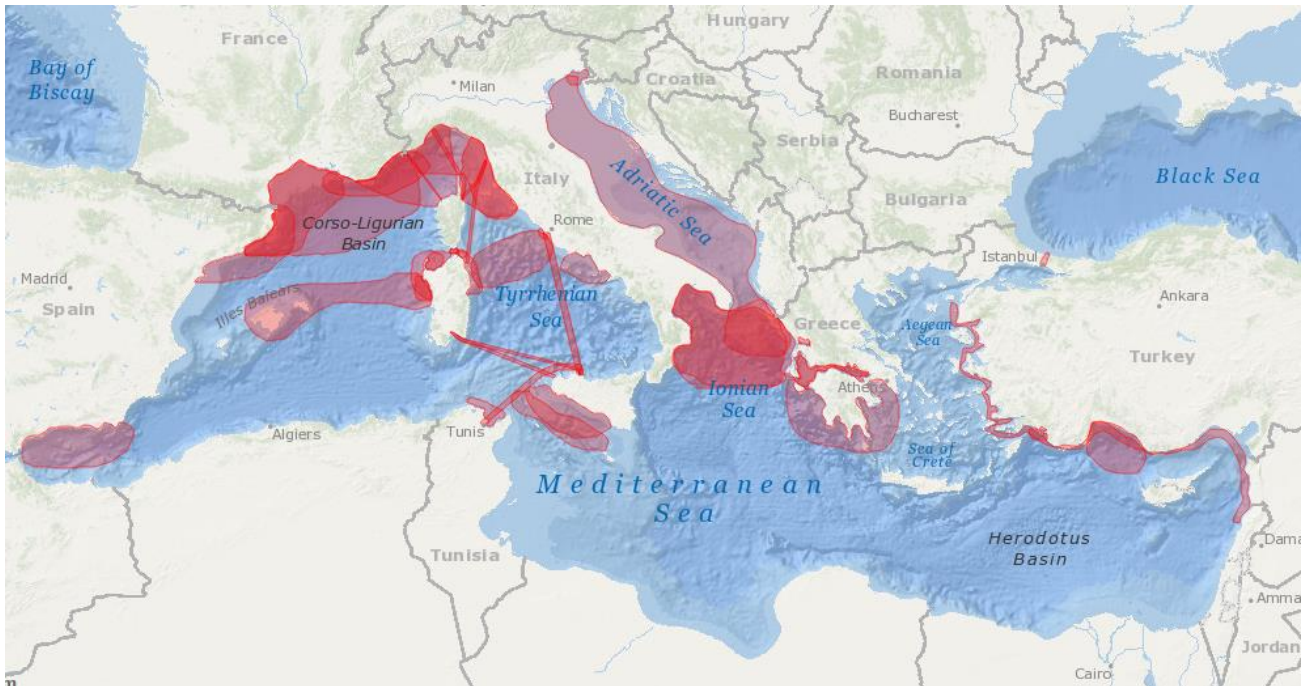 Hungary
France
Bay of
Biscay
Milan
Croatia
Romania
Bucharest
Serbia
Adriatic Sea
Italy
Black Sea
Bulgaria
Corso-Ligurian
Basin
Rome
Istanbul
Madrid
Spain
Illes Balears
Tyrrhenian
Sea
Ankara
Greece
Aegean
Sea
Turkey
Ionian
Sea
Athens
Algiers
Tunis
Sea of
Crete
Mediterranean
Sea
Herodotus
Basin
Tunisia
Dama
Amma
Jordan
Cairo